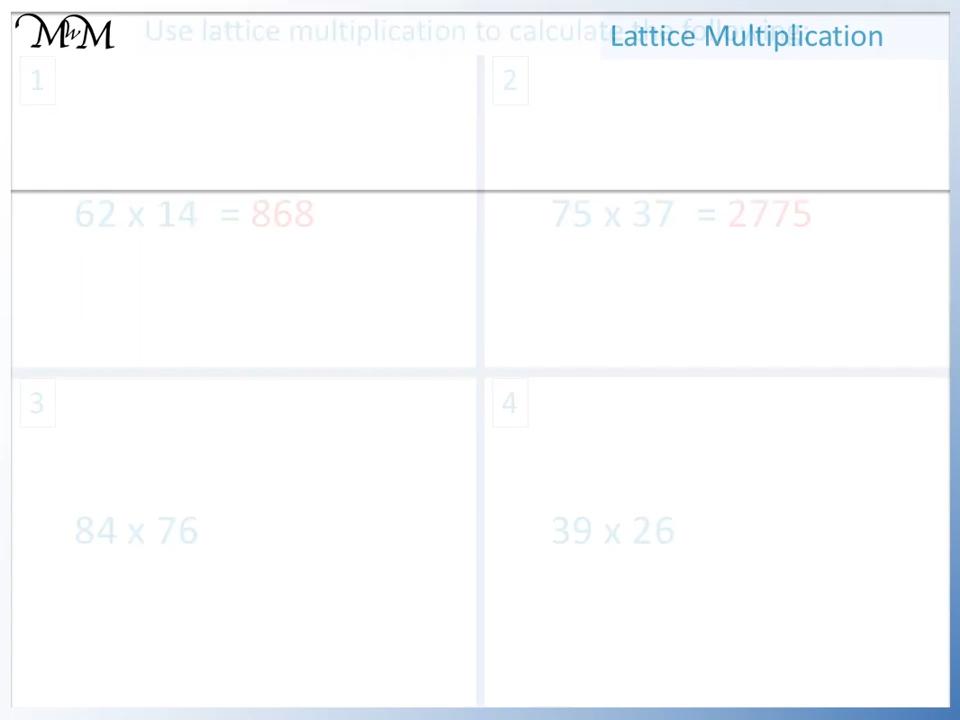 MWM
Use lattice multiplication to calculate the following:
Lattice Multiplication
1
62 x 14 = 868
2
75 x 37 = 2775
3
84 x 76
4
39 x 26